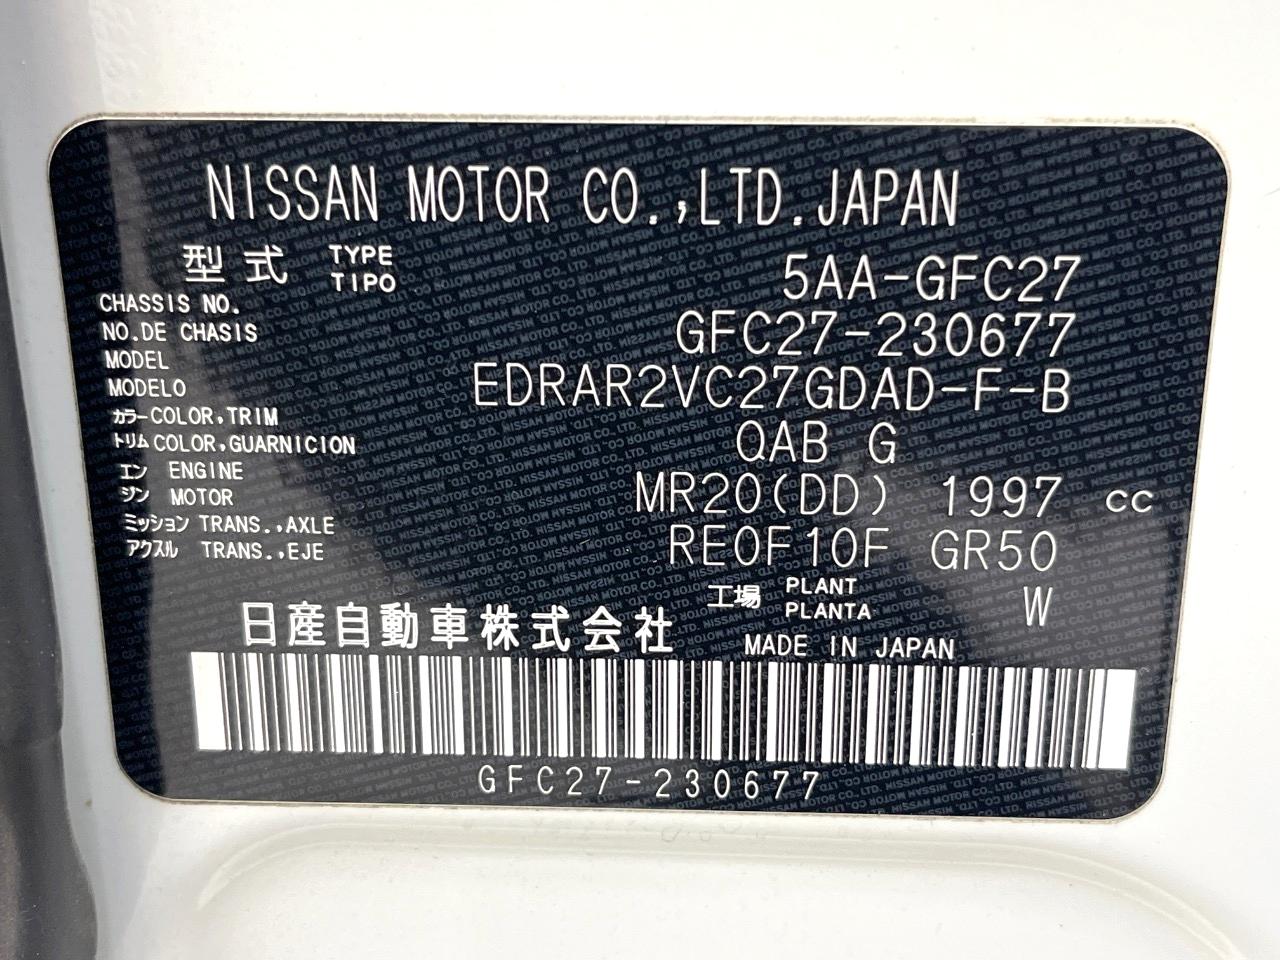 NISSAN MOTOR CO.,LTD.JAPAN
型式 TYPE TIPO 5AA-GFC27
CHASSIS NO.
NO.DE CHASIS GFC27-230677
MODEL
MODELO EDRAR2VC27GDAD-F-B
カラー COLOR,TRIM
トリム COLOR,GUARNICION QAB G
エン ENGINE
ジン MOTOR MR20(DD) 1997 cc
ミッション TRANS.,AXLE
アクスル TRANS.,EJE RE0F10F GR50
工場 PLANT PLANTA W
日産自動車株式会社 MADE IN JAPAN
GFC27-230677